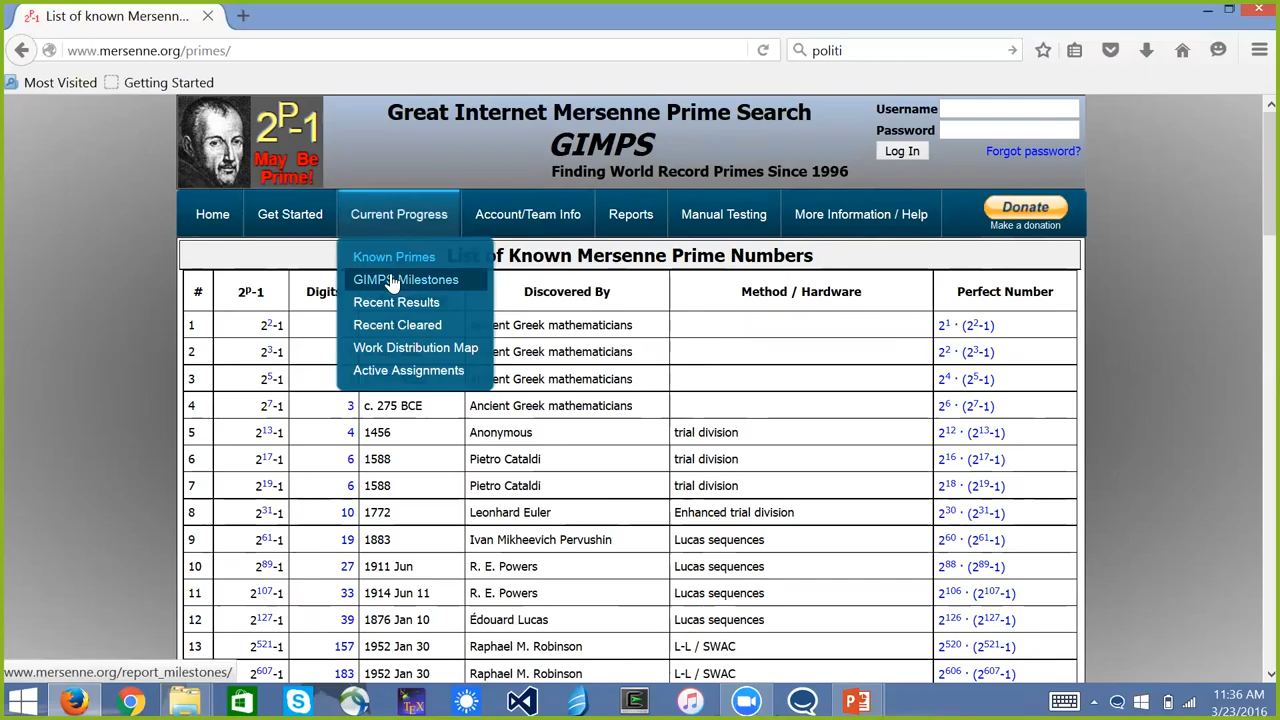 2P-1 List of Known Mersenn...
www.mersenne.org/primes/
politi
Most Visited
Getting Started
2P-1
May Be
Prime!
Great Internet Mersenne Prime Search
GIMPS
Finding World Record Primes Since 1996
Username
Password
Log In
Forgot password?
Home
Get Started
Current Progress
Account/Team Info
Reports
Manual Testing
More Information / Help
Donate
Make a donation
Known Primes
GIMPS Milestones
Recent Results
Recent Cleared
Work Distribution Map
Active Assignments
of Known Mersenne Prime Numbers
# 2ᵖ-1 Digits Discovered By Method / Hardware Perfect Number
1 2²-1 ent Greek mathematicians 2¹ · (2²-1)
2 2³-1 ent Greek mathematicians 2² · (2³-1)
3 2⁵-1 ent Greek mathematicians 2⁴ · (2⁵-1)
4 2⁷-1 3 c. 275 BCE Ancient Greek mathematicians 2⁶ · (2⁷-1)
5 2¹³-1 4 1456 Anonymous trial division 2¹² · (2¹³-1)
6 2¹⁷-1 6 1588 Pietro Cataldi trial division 2¹⁶ · (2¹⁷-1)
7 2¹⁹-1 6 1588 Pietro Cataldi trial division 2¹⁸ · (2¹⁹-1)
8 2³¹-1 10 1772 Leonhard Euler Enhanced trial division 2³⁰ · (2³¹-1)
9 2⁶¹-1 19 1883 Ivan Mikheevich Pervushin Lucas sequences 2⁶⁰ · (2⁶¹-1)
10 2⁸⁹-1 27 1911 Jun R. E. Powers Lucas sequences 2⁸⁸ · (2⁸⁹-1)
11 2¹⁰⁷-1 33 1914 Jun 11 R. E. Powers Lucas sequences 2¹⁰⁶ · (2¹⁰⁷-1)
12 2¹²⁷-1 39 1876 Jan 10 Édouard Lucas Lucas sequences 2¹²⁶ · (2¹²⁷-1)
13 2⁵²¹-1 157 1952 Jan 30 Raphael M. Robinson L-L / SWAC 2⁵²⁰ · (2⁵²¹-1)
2⁶⁰⁷-1 183 1952 Jan 30 Raphael M. Robinson L-L / SWAC 2⁶⁰⁶ · (2⁶⁰⁷-1)
www.mersenne.org/report_milestones/
11:36 AM
3/23/2016